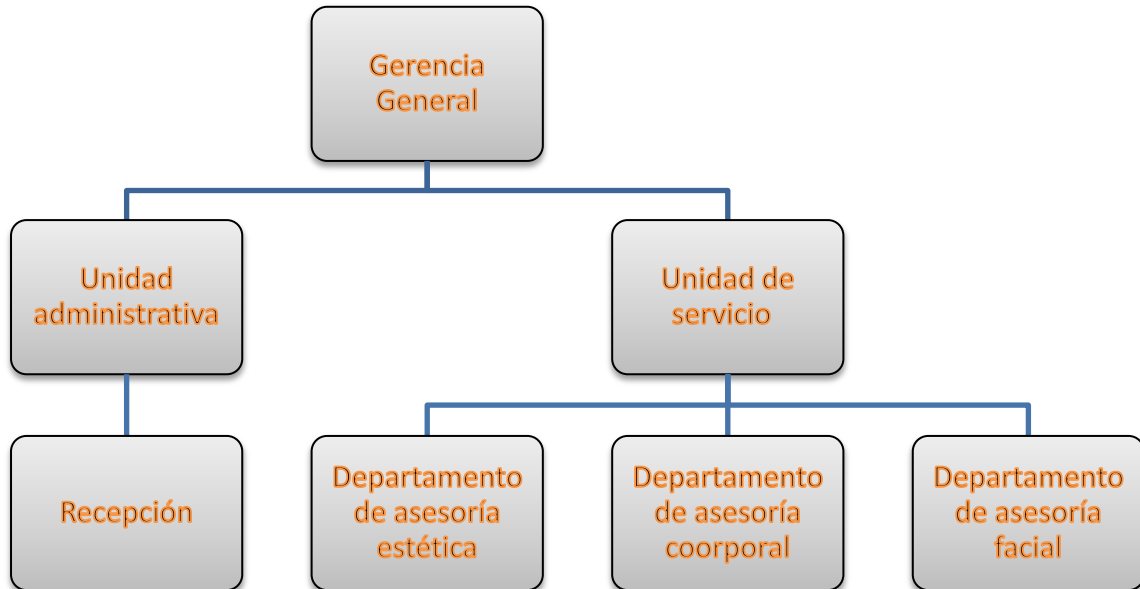 Gerencia
General
Unidad
administrativa
Unidad de
servicio
Recepción
Departamento
de asesoría
estética
Departamento
de asesoría
coorporal
Departamento
de asesoría
facial